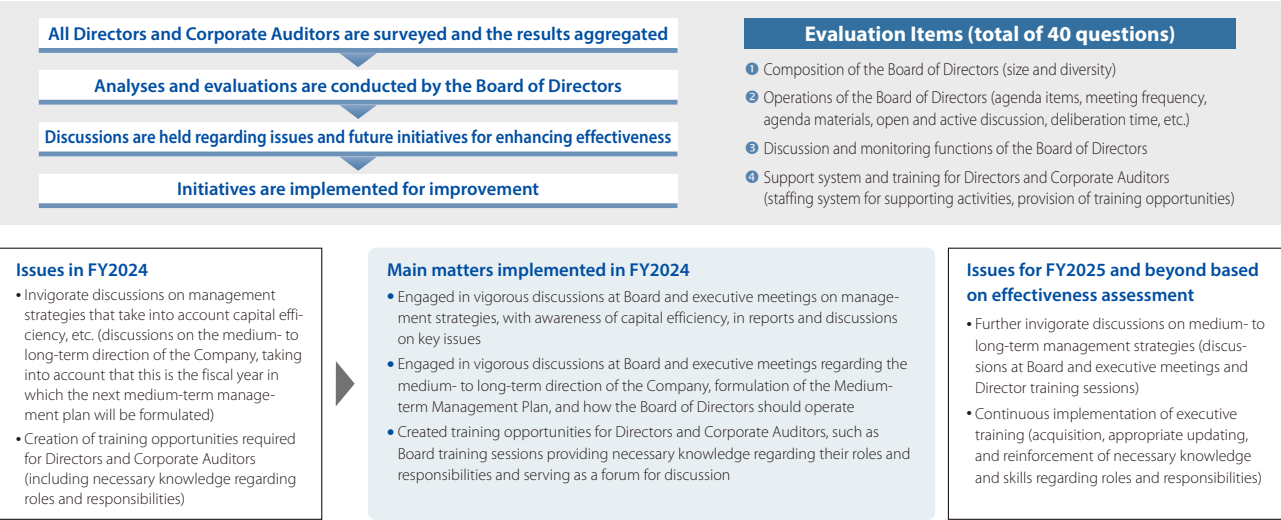 All Directors and Corporate Auditors are surveyed and the results aggregated
Analyses and evaluations are conducted by the Board of Directors
Discussions are held regarding issues and future initiatives for enhancing effectiveness
Initiatives are implemented for improvement
Evaluation Items (total of 40 questions)
❶ Composition of the Board of Directors (size and diversity)
❷ Operations of the Board of Directors (agenda items, meeting frequency,
agenda materials, open and active discussion, deliberation time, etc.)
❸ Discussion and monitoring functions of the Board of Directors
❹ Support system and training for Directors and Corporate Auditors
(staffing system for supporting activities, provision of training opportunities)
Issues in FY2024
• Invigorate discussions on management
strategies that take into account capital effi-
ciency, etc. (discussions on the medium- to
long-term direction of the Company, taking
into account that this is the fiscal year in
which the next medium-term manage-
ment plan will be formulated)
• Creation of training opportunities required
for Directors and Corporate Auditors
(including necessary knowledge regarding
roles and responsibilities)
Main matters implemented in FY2024
• Engaged in vigorous discussions at Board and executive meetings on manage-
ment strategies, with awareness of capital efficiency, in reports and discussions
on key issues
• Engaged in vigorous discussions at Board and executive meetings regarding the
medium- to long-term direction of the Company, formulation of the Medium-
term Management Plan, and how the Board of Directors should operate
• Created training opportunities for Directors and Corporate Auditors, such as
Board training sessions providing necessary knowledge regarding their roles and
responsibilities and serving as a forum for discussion
Issues for FY2025 and beyond based
on effectiveness assessment
• Further invigorate discussions on medium- to
long-term management strategies (discus-
sions at Board and executive meetings and
Director training sessions)
• Continuous implementation of executive
training (acquisition, appropriate updating,
and reinforcement of necessary knowledge
and skills regarding roles and responsibilities)